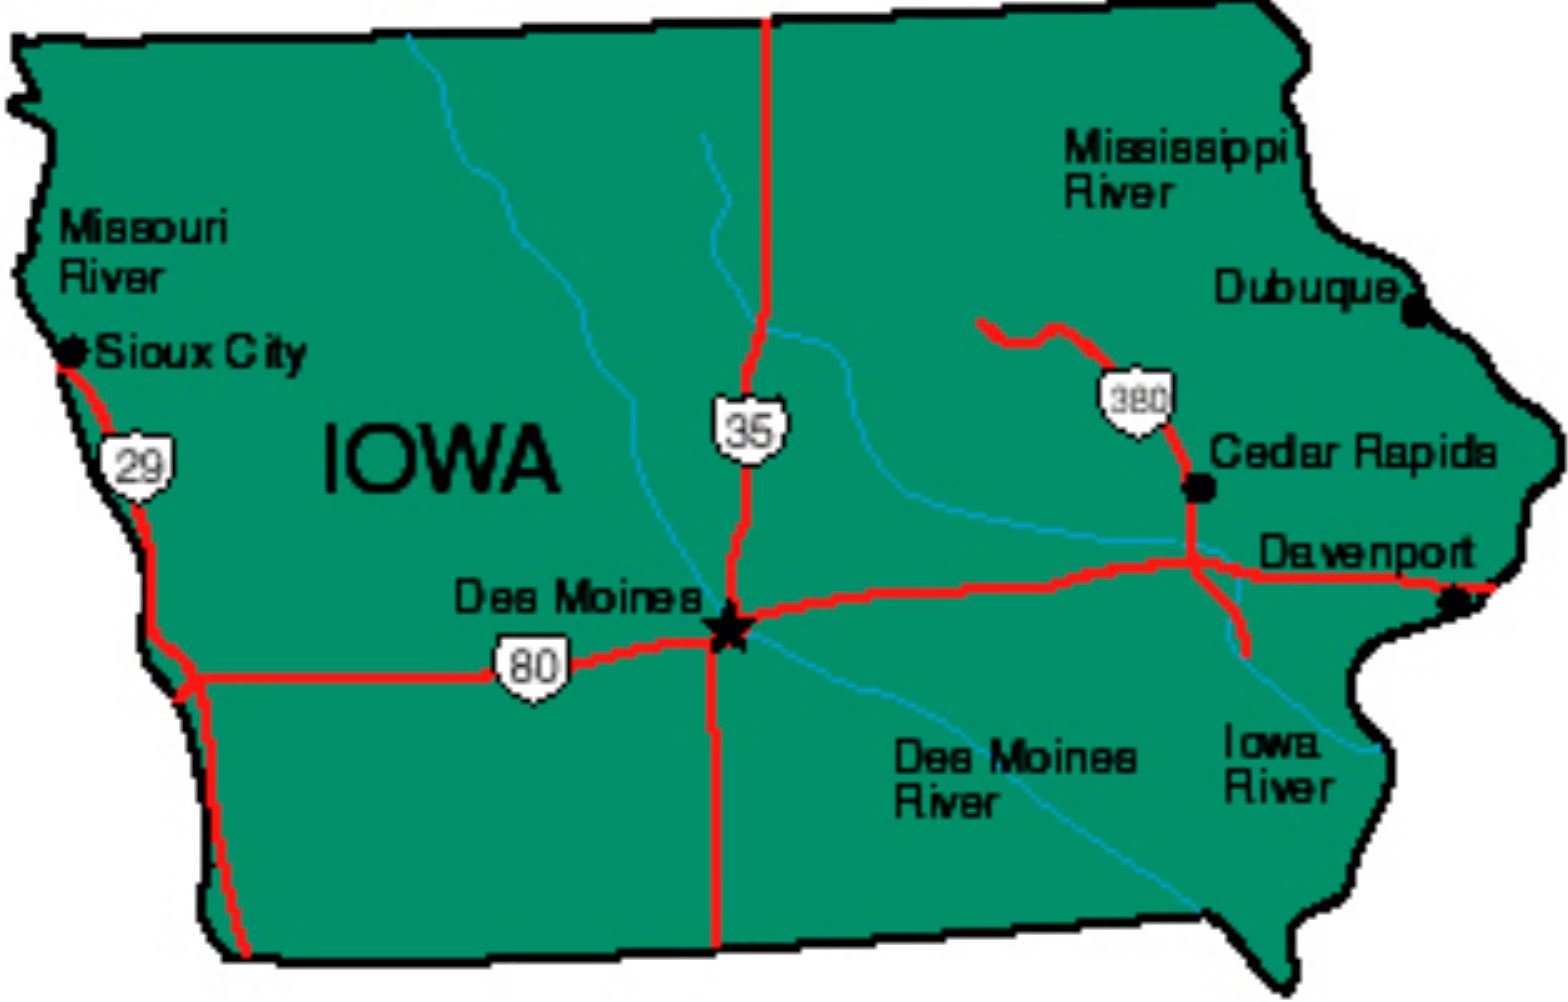 Mississippi
River
Missouri
River
Dubuque
Sioux City
380
35
IOWA
29
Cedar Rapids
Davenport
Des Moines
80
Des Moines
River
Iowa
River